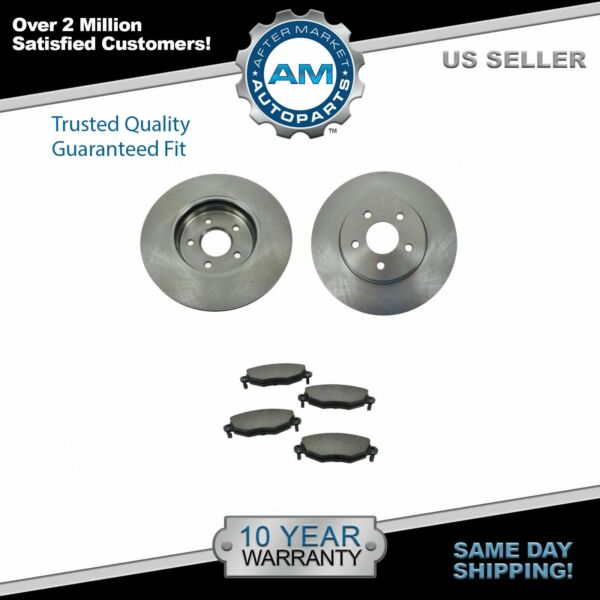 Over 2 Million
Satisfied Customers!
AFTER MARKET
AM
AUTOPARTS
TM
US SELLER
Trusted Quality
Guaranteed Fit
10 YEAR
WARRANTY
SAME DAY
SHIPPING!